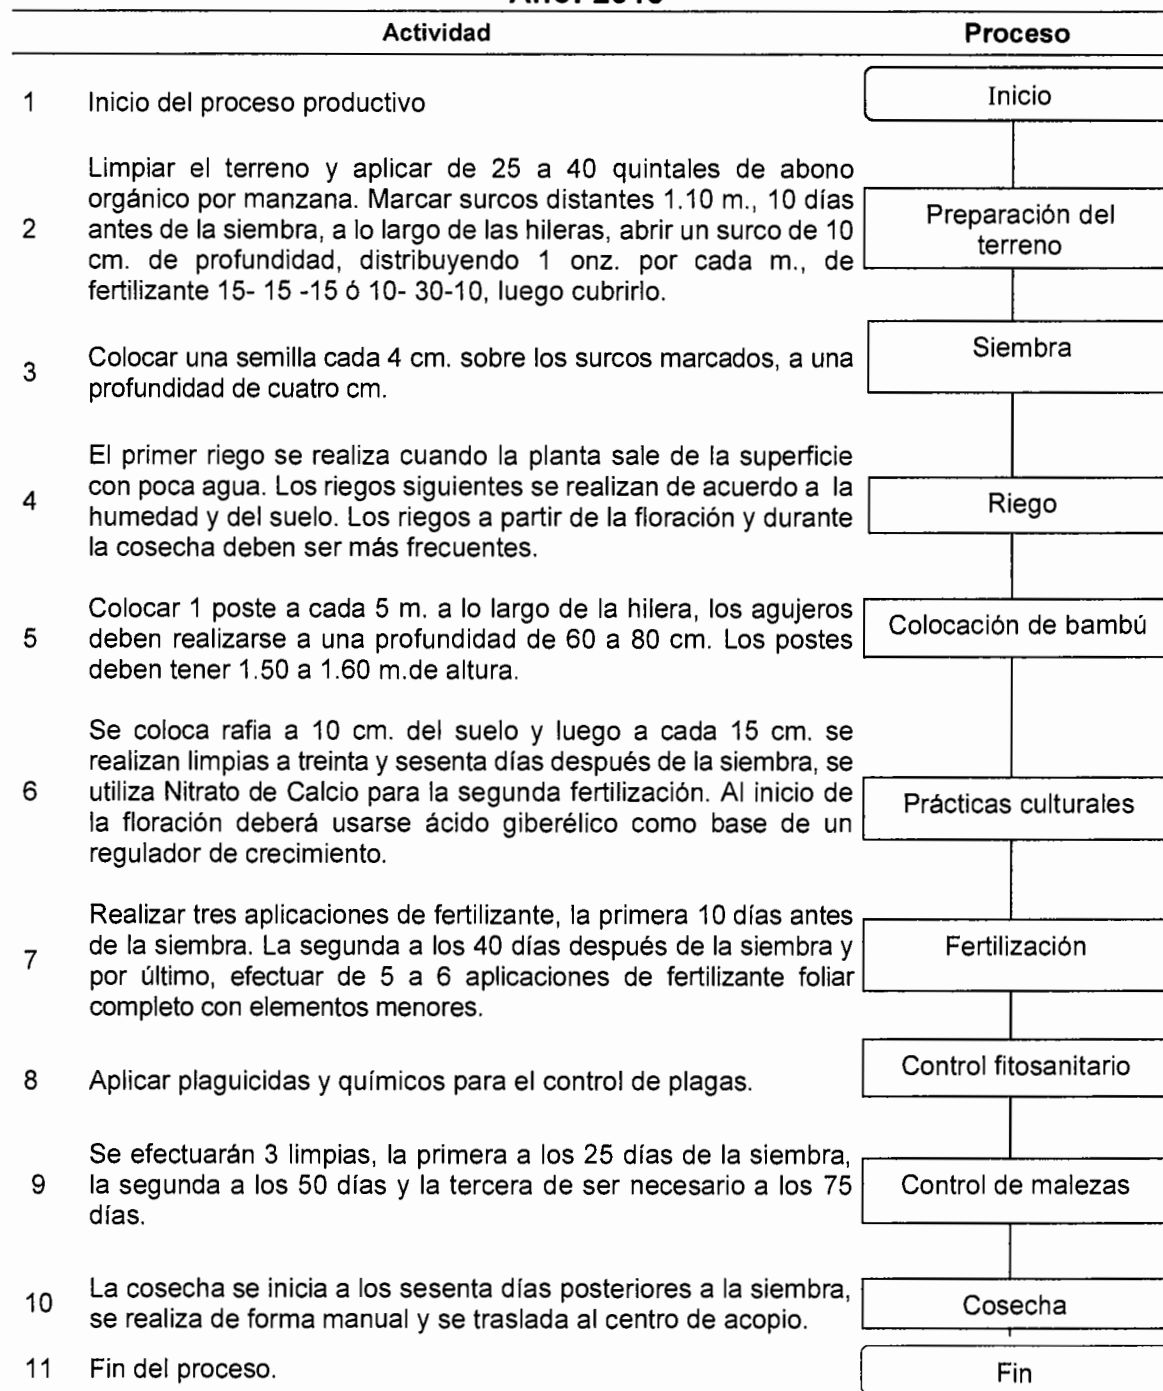 Actividad Proceso
1 Inicio del proceso productivo
Inicio
Limpiar el terreno y aplicar de 25 a 40 quintales de abono
orgánico por manzana. Marcar surcos distantes 1.10 m., 10 días
2 antes de la siembra, a lo largo de las hileras, abrir un surco de 10
cm. de profundidad, distribuyendo 1 onz. por cada m., de
fertilizante 15- 15 -15 ó 10- 30-10, luego cubrirlo.
Preparación del
terreno
3 Colocar una semilla cada 4 cm. sobre los surcos marcados, a una
profundidad de cuatro cm.
Siembra
El primer riego se realiza cuando la planta sale de la superficie
4 con poca agua. Los riegos siguientes se realizan de acuerdo a la
humedad y del suelo. Los riegos a partir de la floración y durante
la cosecha deben ser más frecuentes.
Riego
Colocar 1 poste a cada 5 m. a lo largo de la hilera, los agujeros
5 deben realizarse a una profundidad de 60 a 80 cm. Los postes
deben tener 1.50 a 1.60 m.de altura.
Colocación de bambú
Se coloca rafia a 10 cm. del suelo y luego a cada 15 cm. se
realizan limpias a treinta y sesenta días después de la siembra, se
6 utiliza Nitrato de Calcio para la segunda fertilización. Al inicio de
la floración deberá usarse ácido giberélico como base de un
regulador de crecimiento.
Prácticas culturales
Realizar tres aplicaciones de fertilizante, la primera 10 días antes
7 de la siembra. La segunda a los 40 días después de la siembra y
por último, efectuar de 5 a 6 aplicaciones de fertilizante foliar
completo con elementos menores.
Fertilización
8 Aplicar plaguicidas y químicos para el control de plagas.
Control fitosanitario
Se efectuarán 3 limpias, la primera a los 25 días de la siembra,
9 la segunda a los 50 días y la tercera de ser necesario a los 75
días.
Control de malezas
10 La cosecha se inicia a los sesenta días posteriores a la siembra,
se realiza de forma manual y se traslada al centro de acopio.
Cosecha
11 Fin del proceso.
Fin